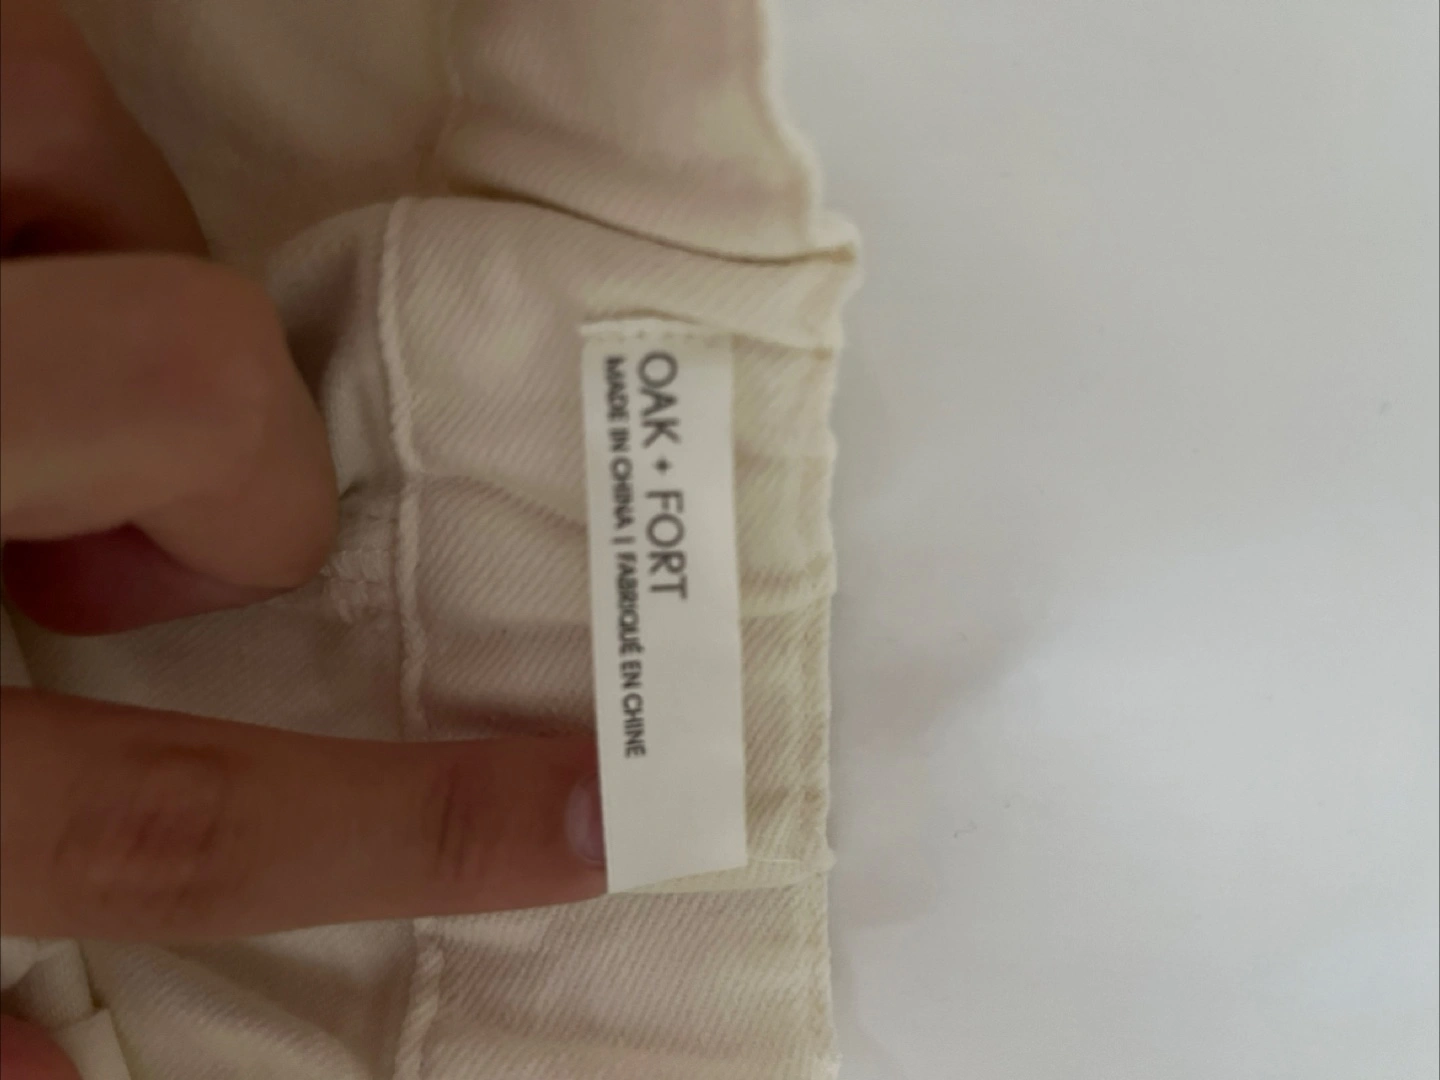 OAK + FORT
MADE IN CHINA | FABRIQUÉ EN CHINE